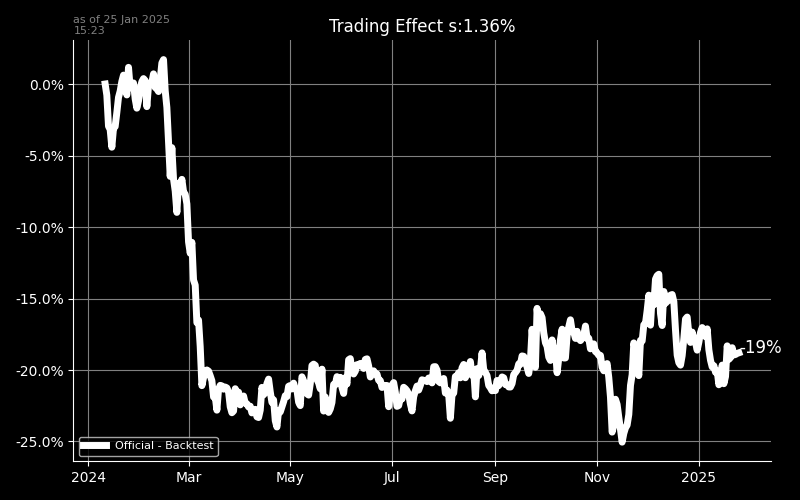 as of 25 Jan 2025
15:23
Trading Effect s:1.36%
0.0%
-5.0%
-10.0%
-15.0%
-20.0%
-25.0%
-19%
Official - Backtest
2024 Mar May Jul Sep Nov 2025